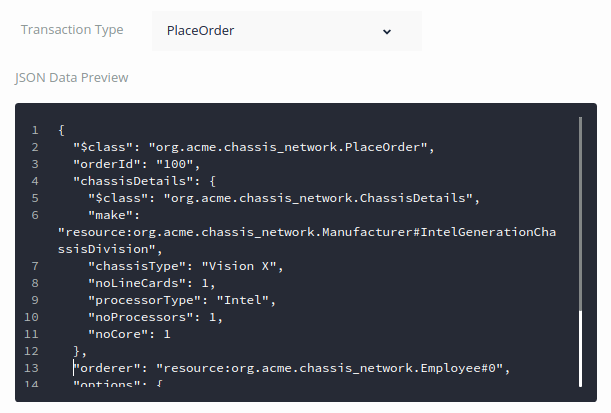 Transaction Type
PlaceOrder
JSON Data Preview
1 {
2 "$class": "org.acme.chassis_network.PlaceOrder",
3 "orderId": "100",
4 "chassisDetails": {
5 "$class": "org.acme.chassis_network.ChassisDetails",
6 "make":
"resource:org.acme.chassis_network.Manufacturer#IntelGenerationCha
ssisDivision",
7 "chassisType": "Vision X",
8 "noLineCards": 1,
9 "processorType": "Intel",
10 "noProcessors": 1,
11 "noCore": 1
12 },
13 "orderer": "resource:org.acme.chassis_network.Employee#0",
14 "options": {